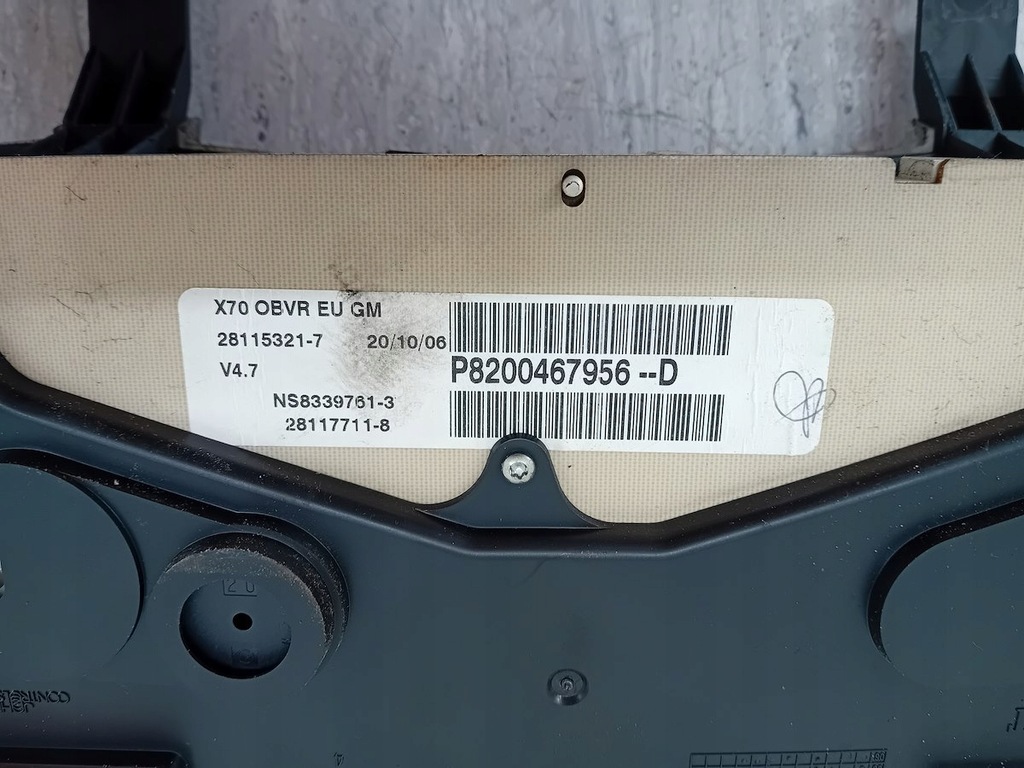 X70 OBVR EU GM
28115321-7 20/10/06
V4.7
P8200467956 --D
NS8339761-3
28117711-8